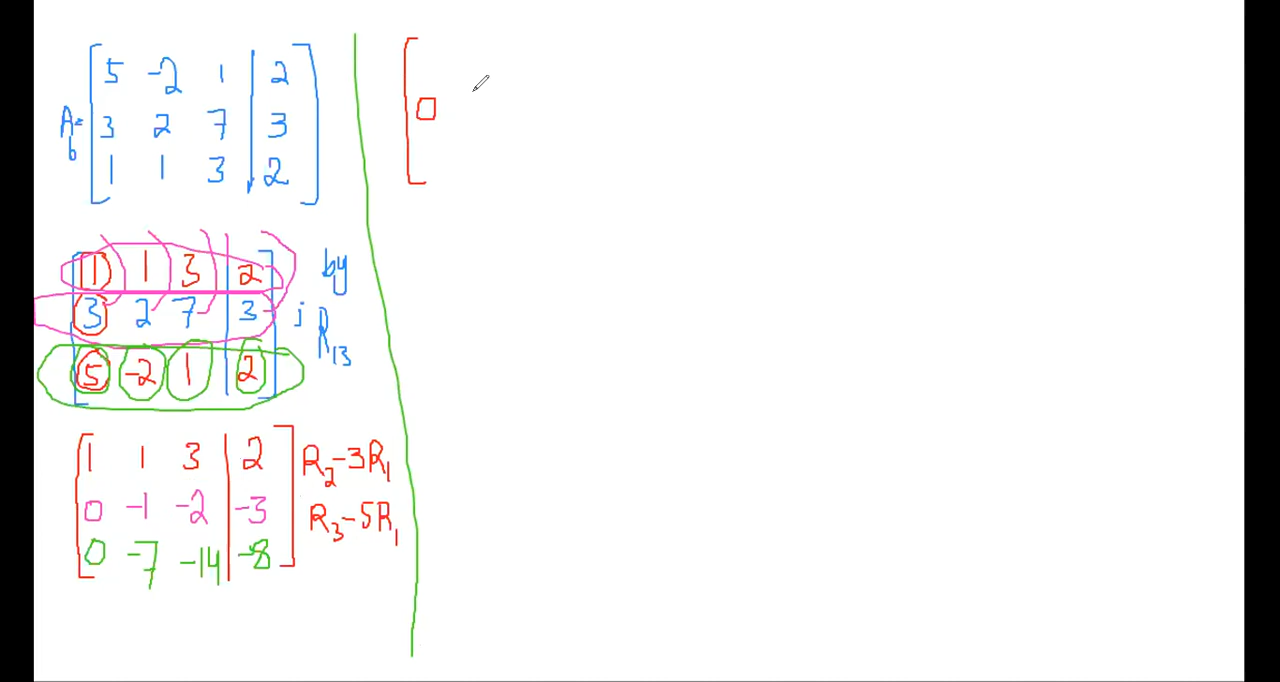 5 -2 1 2
A = 3 2 7 3
b
1 1 3 2
1 1 3 2 by
3 2 7 3 ; R13
5 -2 1 2
1 1 3 2 R2-3R1
0 -1 -2 -3
0 -7 -14 -8 R3-5R1
0